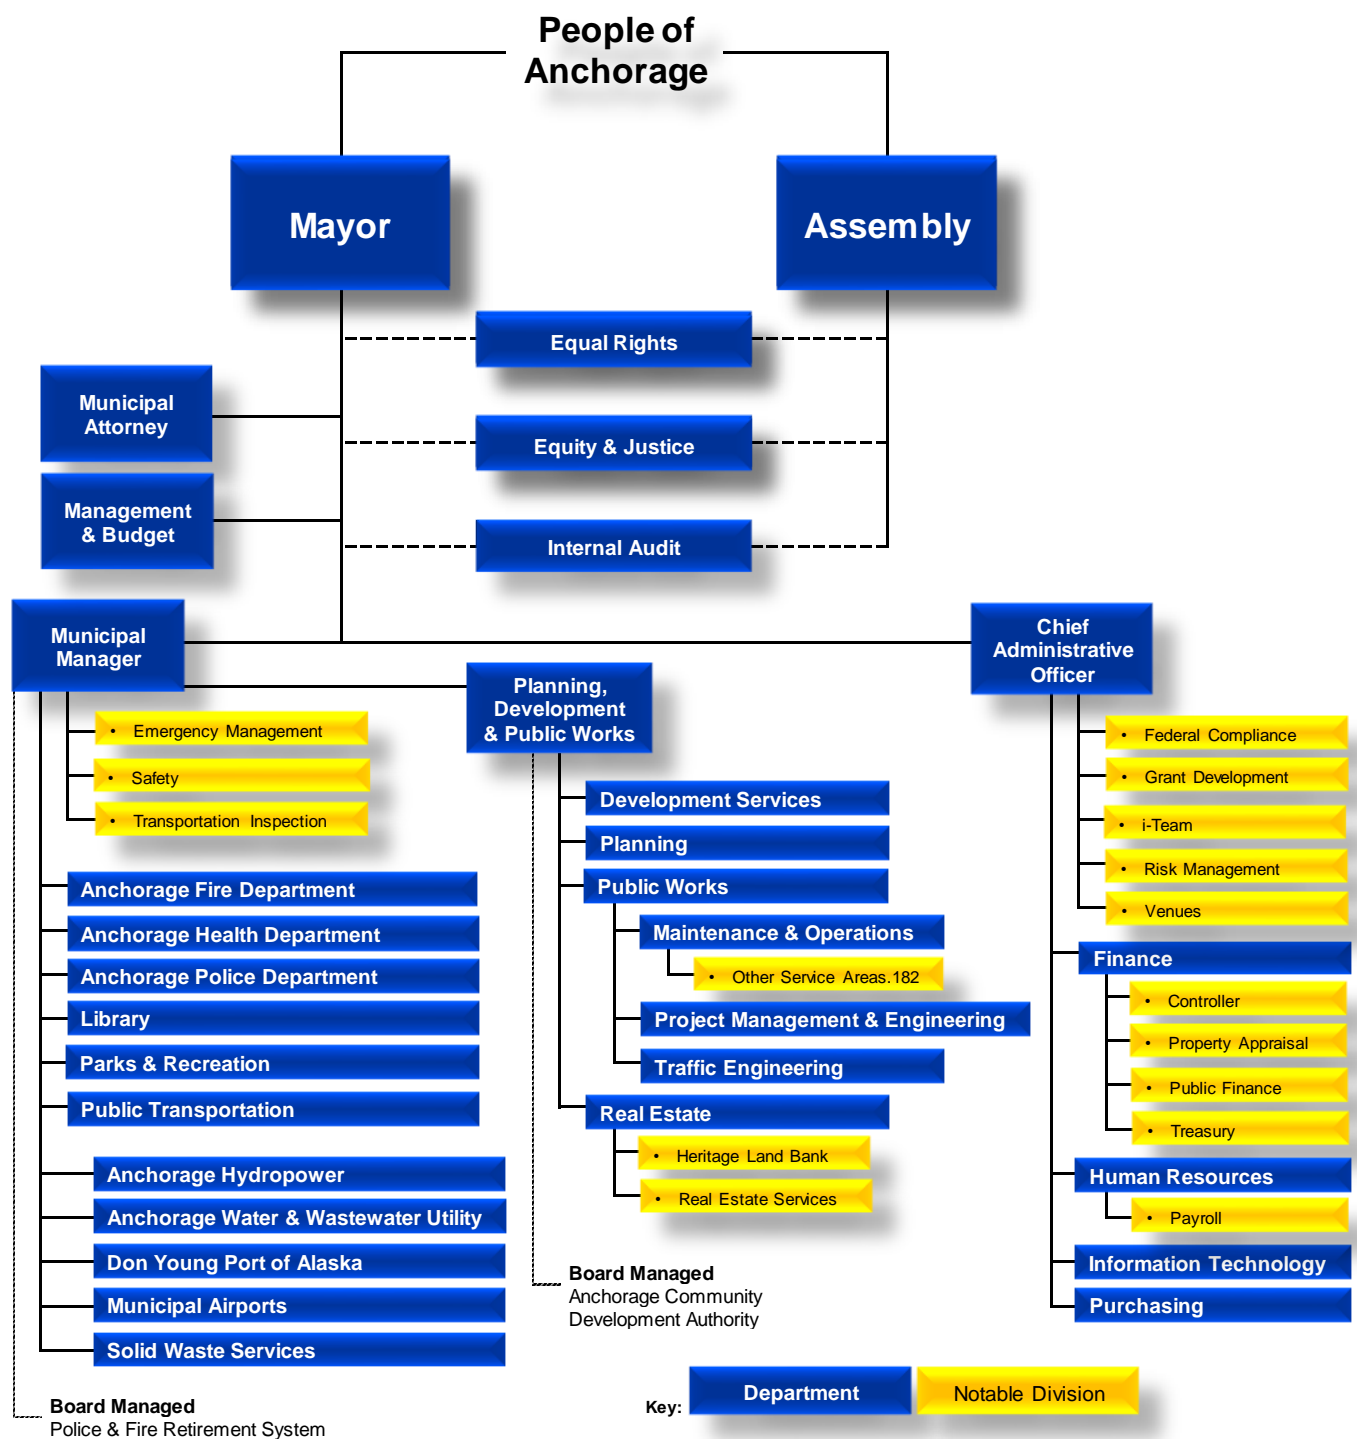 People of
Anchorage
Mayor
Assembly
Equal Rights
Municipal
Attorney
Equity & Justice
Management
& Budget
Internal Audit
Municipal
Manager
Chief
Administrative
Officer
Planning,
Development
& Public Works
• Emergency Management
• Safety
• Transportation Inspection
Anchorage Fire Department
Anchorage Health Department
Anchorage Police Department
Library
Parks & Recreation
Public Transportation
Anchorage Hydropower
Anchorage Water & Wastewater Utility
Don Young Port of Alaska
Municipal Airports
Solid Waste Services
Board Managed
Police & Fire Retirement System
Development Services
Planning
Public Works
Maintenance & Operations
• Other Service Areas.182
Project Management & Engineering
Traffic Engineering
Real Estate
• Heritage Land Bank
• Real Estate Services
Board Managed
Anchorage Community
Development Authority
• Federal Compliance
• Grant Development
• i-Team
• Risk Management
• Venues
Finance
• Controller
• Property Appraisal
• Public Finance
• Treasury
Human Resources
• Payroll
Information Technology
Purchasing
Key:
Department
Notable Division